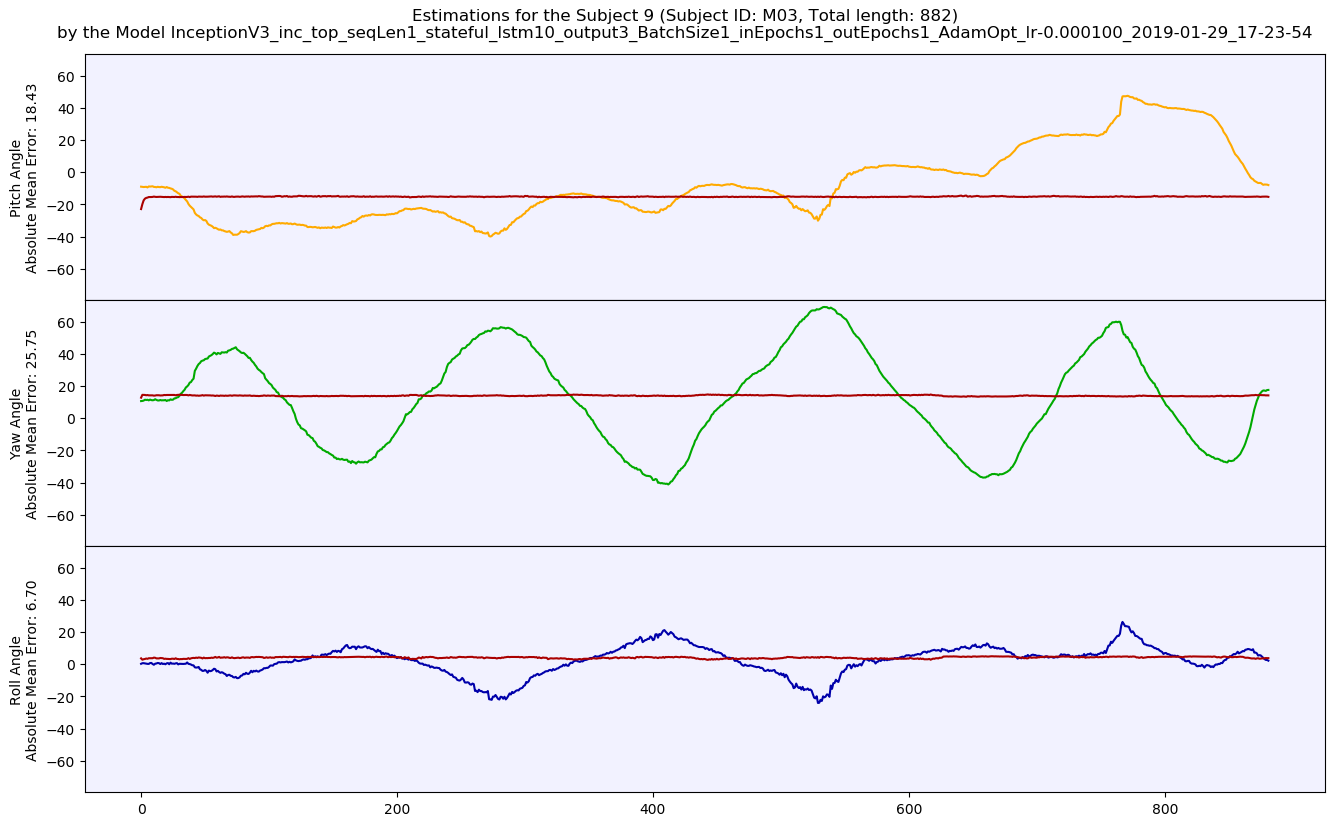 Estimations for the Subject 9 (Subject ID: M03, Total length: 882)
by the Model InceptionV3_inc_top_seqLen1_stateful_lstm10_output3_BatchSize1_inEpochs1_outEpochs1_AdamOpt_lr-0.000100_2019-01-29_17-23-54
Pitch Angle
Absolute Mean Error: 18.43
60
40
20
0
−20
−40
−60
Yaw Angle
Absolute Mean Error: 25.75
60
40
20
0
−20
−40
−60
Roll Angle
Absolute Mean Error: 6.70
60
40
20
0
−20
−40
−60
0 200 400 600 800